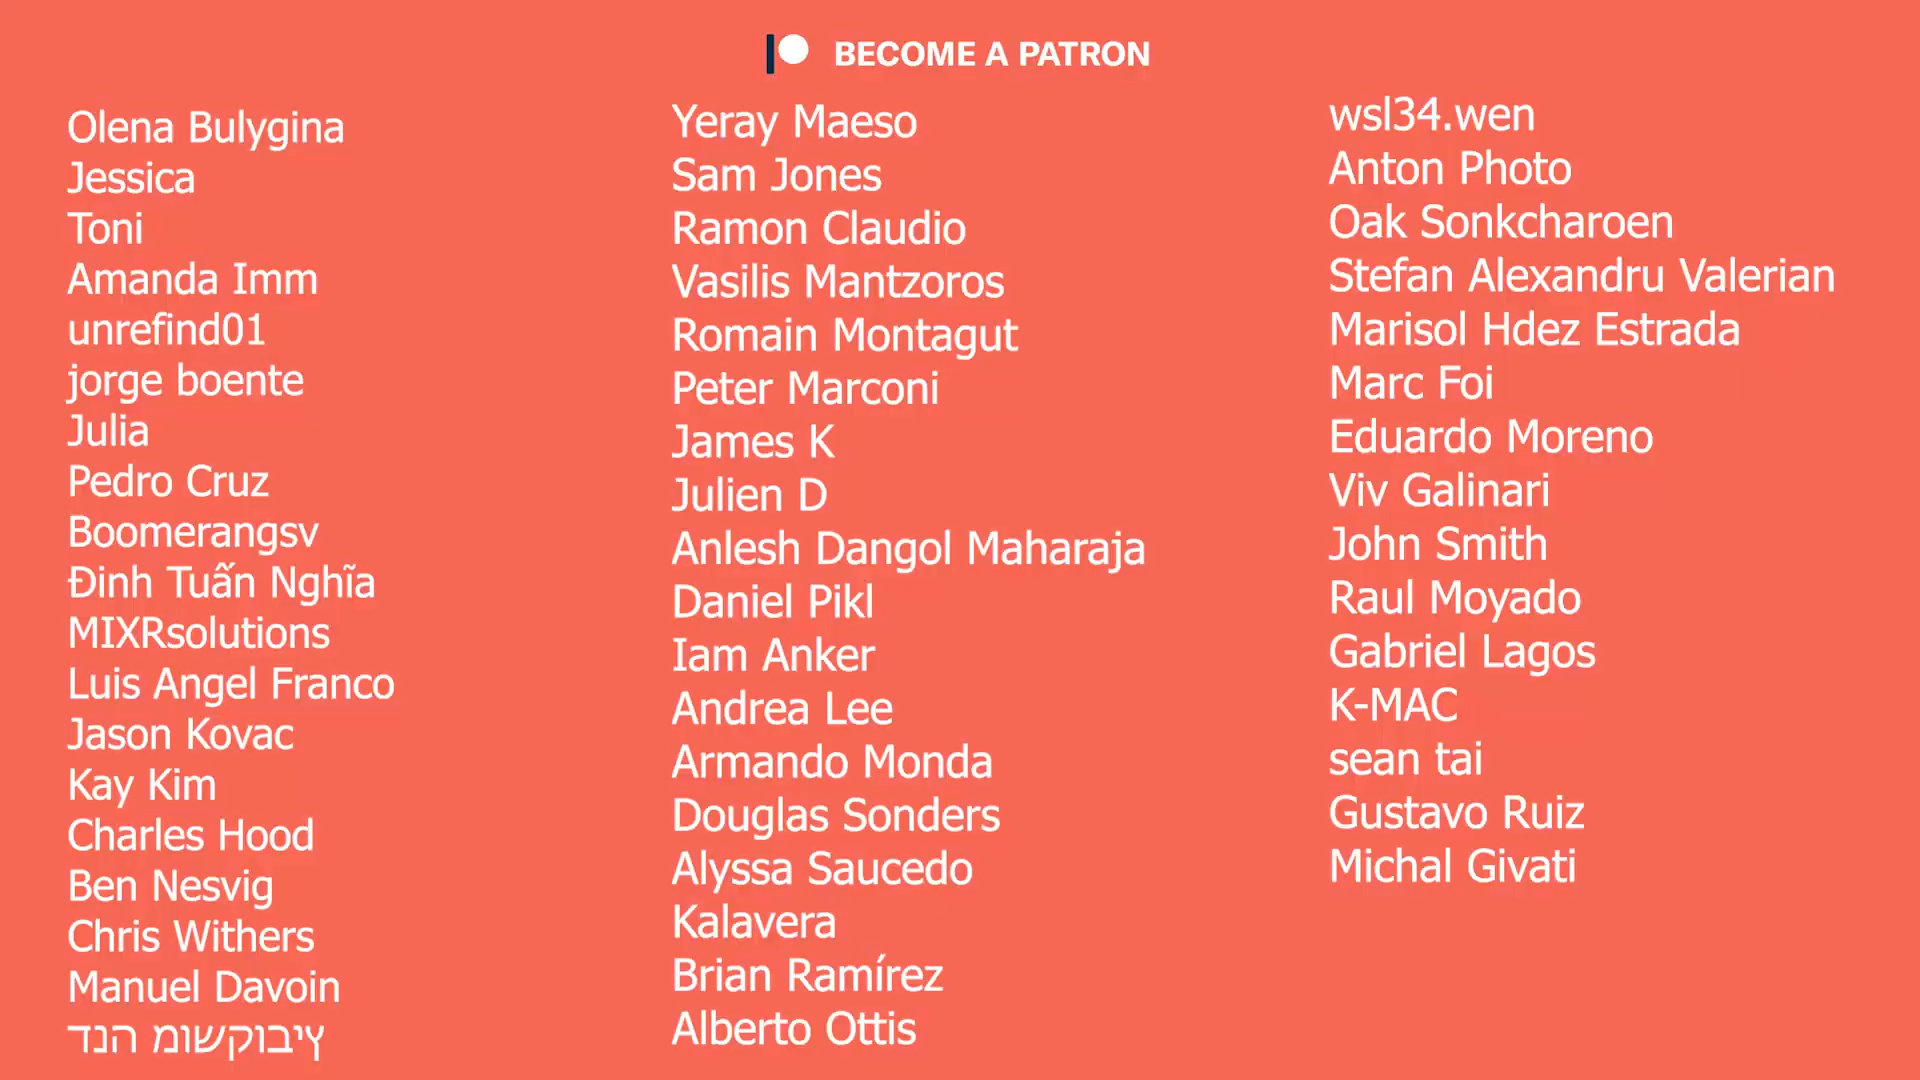 BECOME A PATRON
Olena Bulygina
Jessica
Toni
Amanda Imm
unrefind01
jorge boente
Julia
Pedro Cruz
Boomerangsv
Đinh Tuấn Nghĩa
MIXRsolutions
Luis Angel Franco
Jason Kovac
Kay Kim
Charles Hood
Ben Nesvig
Chris Withers
Manuel Davoin
דנה מושקוביץ
Yeray Maeso
Sam Jones
Ramon Claudio
Vasilis Mantzoros
Romain Montagut
Peter Marconi
James K
Julien D
Anlesh Dangol Maharaja
Daniel Pikl
Iam Anker
Andrea Lee
Armando Monda
Douglas Sonders
Alyssa Saucedo
Kalavera
Brian Ramírez
Alberto Ottis
wsl34.wen
Anton Photo
Oak Sonkcharoen
Stefan Alexandru Valerian
Marisol Hdez Estrada
Marc Foi
Eduardo Moreno
Viv Galinari
John Smith
Raul Moyado
Gabriel Lagos
K-MAC
sean tai
Gustavo Ruiz
Michal Givati